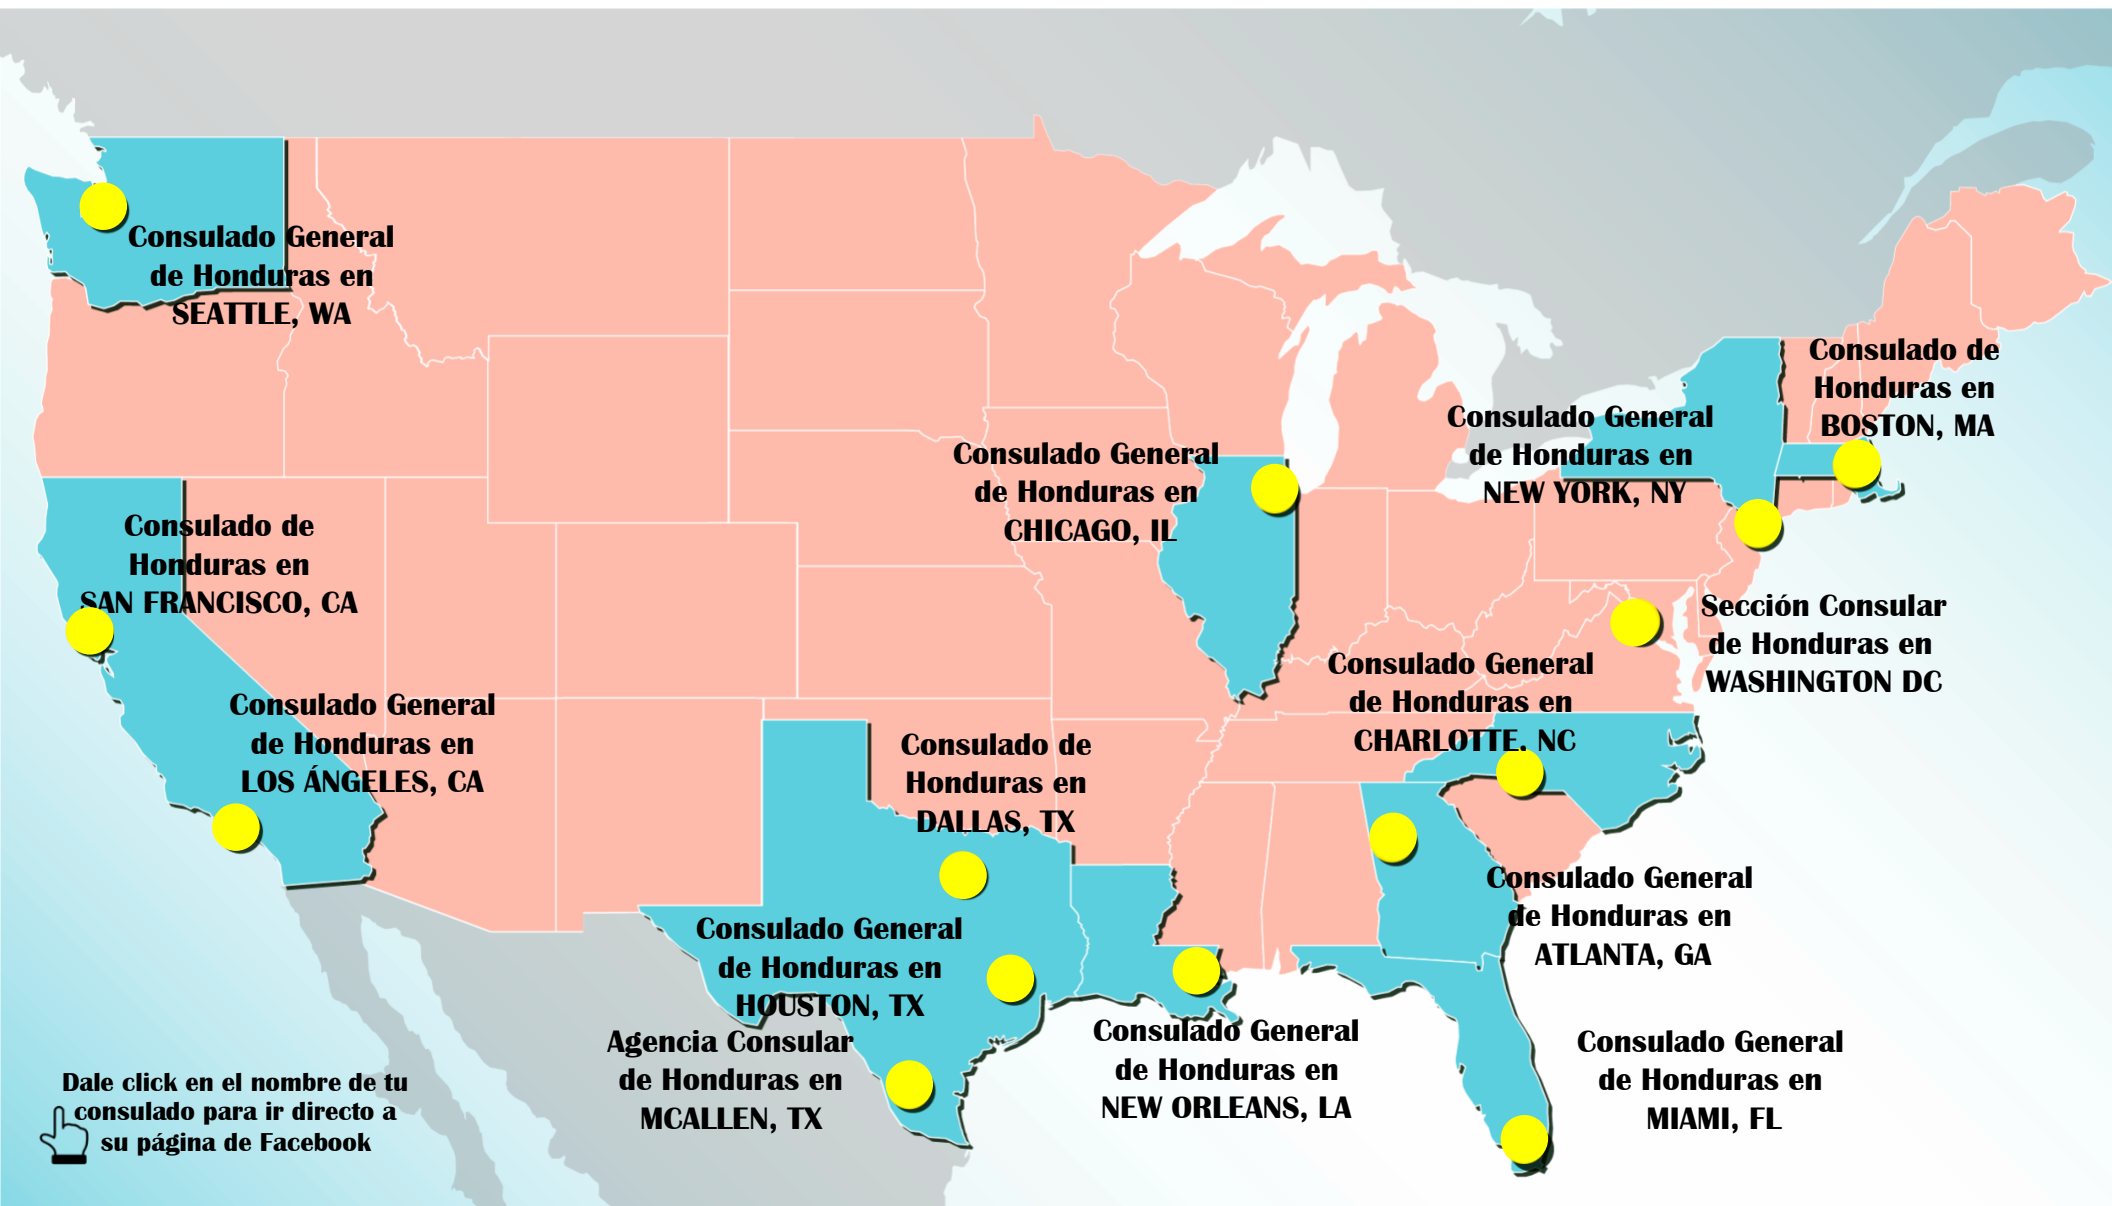 Consulado General
de Honduras en
SEATTLE, WA
Consulado de
Honduras en
BOSTON, MA
Consulado General
de Honduras en
NEW YORK, NY
Consulado General
de Honduras en
CHICAGO, IL
Consulado de
Honduras en
SAN FRANCISCO, CA
Sección Consular
de Honduras en
WASHINGTON DC
Consulado General
de Honduras en
CHARLOTTE, NC
Consulado General
de Honduras en
LOS ÁNGELES, CA
Consulado de
Honduras en
DALLAS, TX
Consulado General
de Honduras en
ATLANTA, GA
Consulado General
de Honduras en
HOUSTON, TX
Agencia Consular
de Honduras en
MCALLEN, TX
Consulado General
de Honduras en
NEW ORLEANS, LA
Consulado General
de Honduras en
MIAMI, FL
Dale click en el nombre de tu
consulado para ir directo a
su página de Facebook